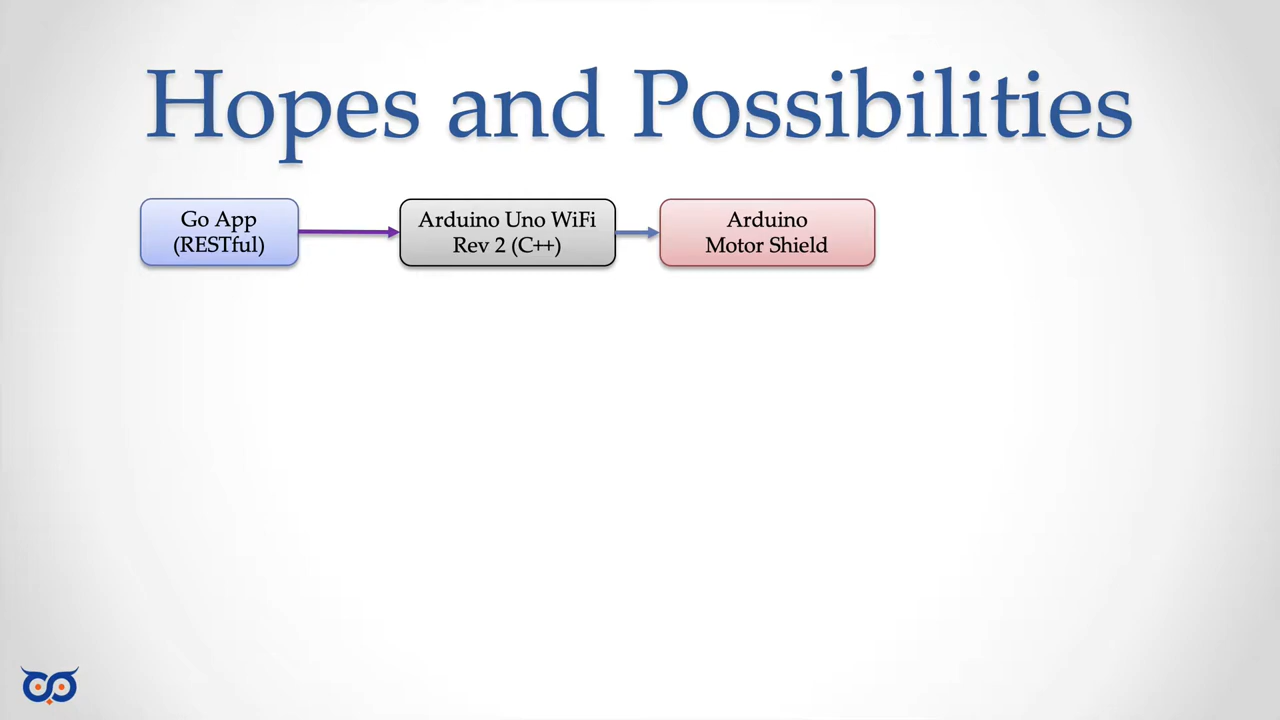 Hopes and Possibilities
Go App
(RESTful)
Arduino Uno WiFi
Rev 2 (C++)
Arduino
Motor Shield